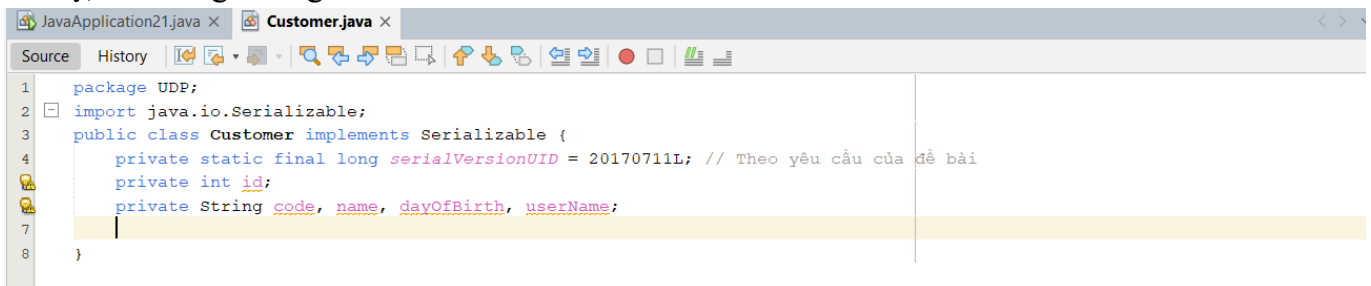 JavaApplication21.java × Customer.java ×
Source History
1 package UDP;
2 import java.io.Serializable;
3 public class Customer implements Serializable {
4 private static final long serialVersionUID = 20170711L; // Theo yêu cầu của đề bài
private int id;
private String code, name, dayOfBirth, userName;
7
8 }